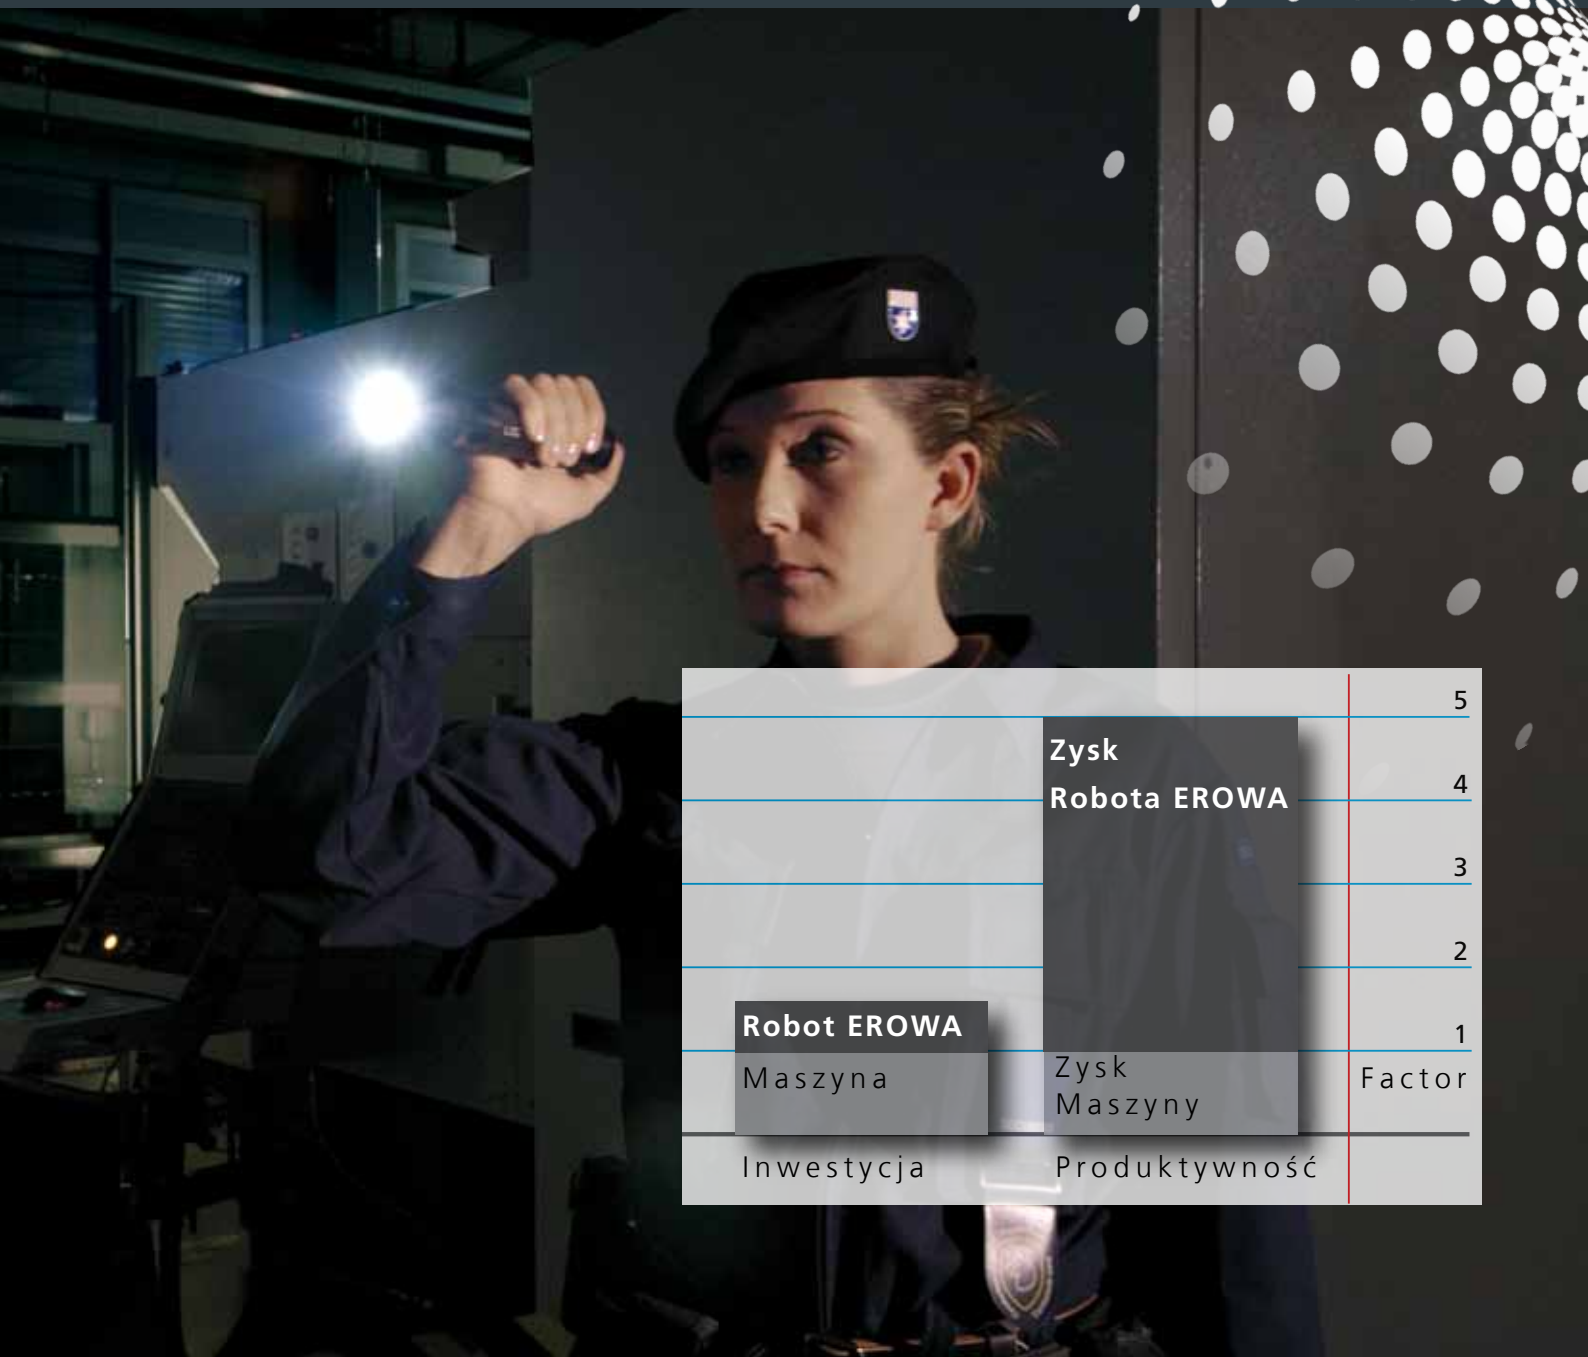 5
Zysk
4
Robota EROWA
3
2
Robot EROWA
1
Maszyna
Zysk
Maszyny
Factor
Inwestycja
Produktywność